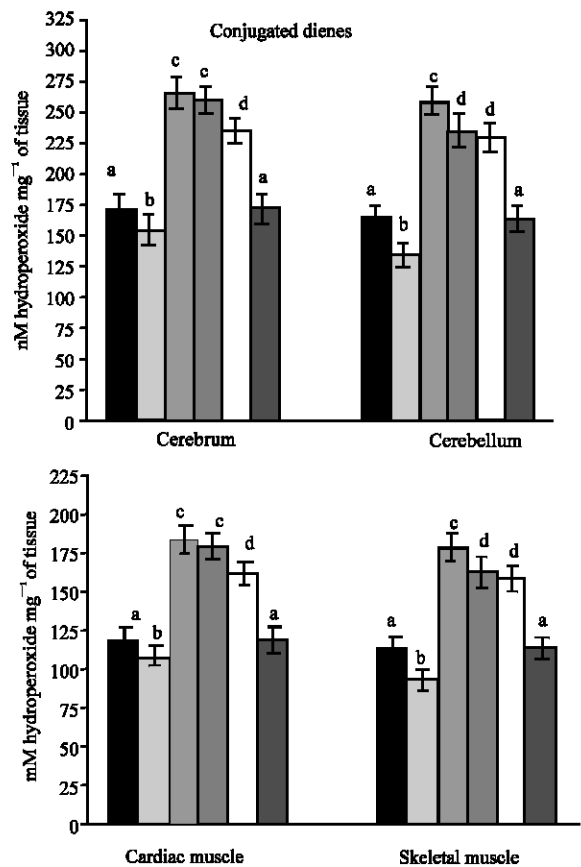 Conjugated dienes
nM hydroperoxide mg⁻¹ of tissue
325
300
275
250
225
200
175
150
125
100
75
50
25
0
a
b
c
c
d
a
a
b
c
d
d
a
Cerebrum
Cerebellum
mM hydroperoxide mg⁻¹ of tissue
225
200
175
150
125
100
75
50
25
0
a
b
c
c
d
a
a
b
c
d
d
a
Cardiac muscle
Skeletal muscle